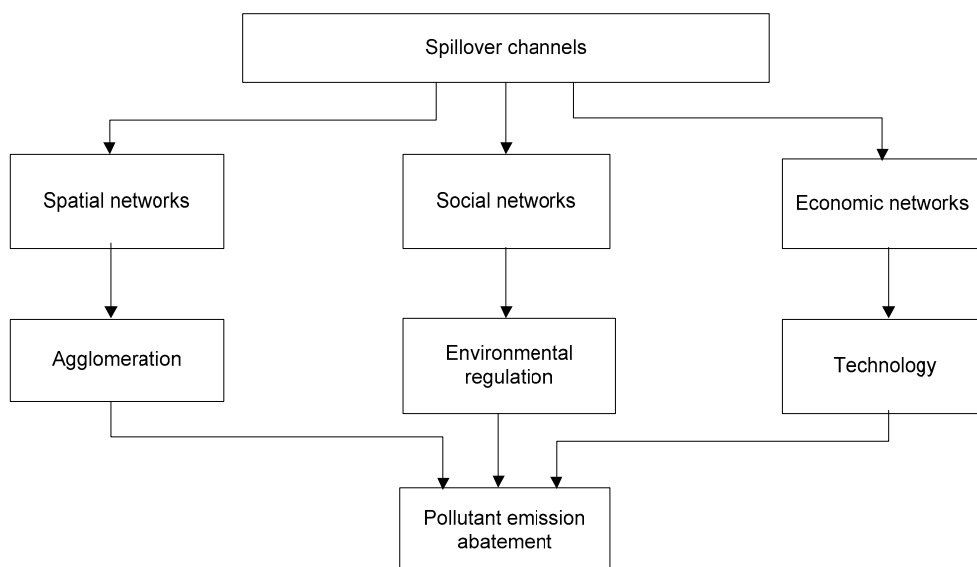 Spillover channels
Spatial networks
Social networks
Economic networks
Agglomeration
Environmental
regulation
Technology
Pollutant emission
abatement